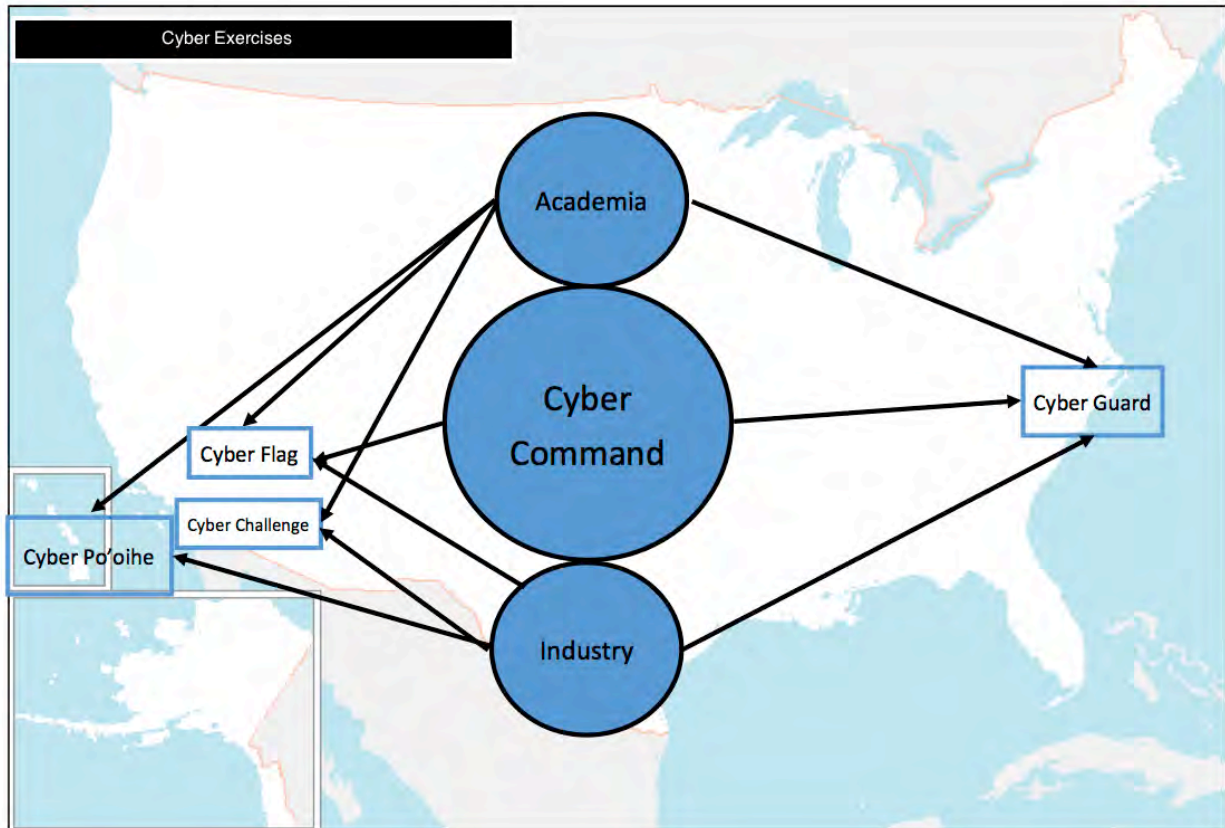 Cyber Exercises
Academia
Cyber
Command
Cyber Guard
Cyber Flag
Cyber Challenge
Cyber Po’oihe
Industry